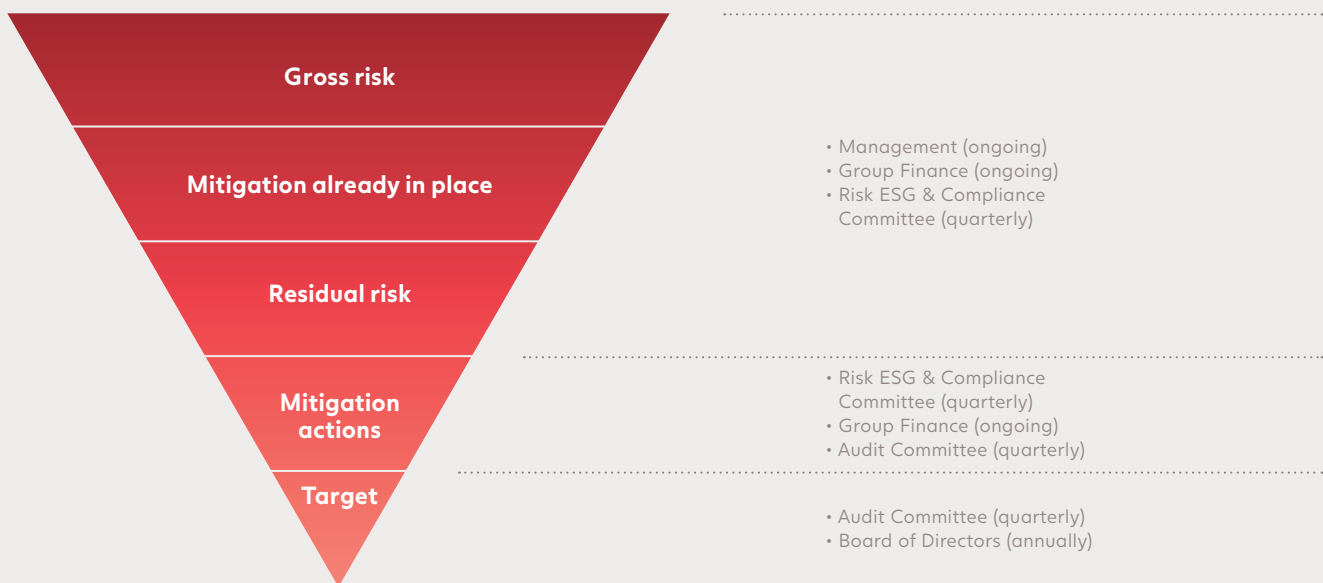 Gross risk
Mitigation already in place
Residual risk
Mitigation
actions
Target
• Management (ongoing)
• Group Finance (ongoing)
• Risk ESG & Compliance
Committee (quarterly)
• Risk ESG & Compliance
Committee (quarterly)
• Group Finance (ongoing)
• Audit Committee (quarterly)
• Audit Committee (quarterly)
• Board of Directors (annually)